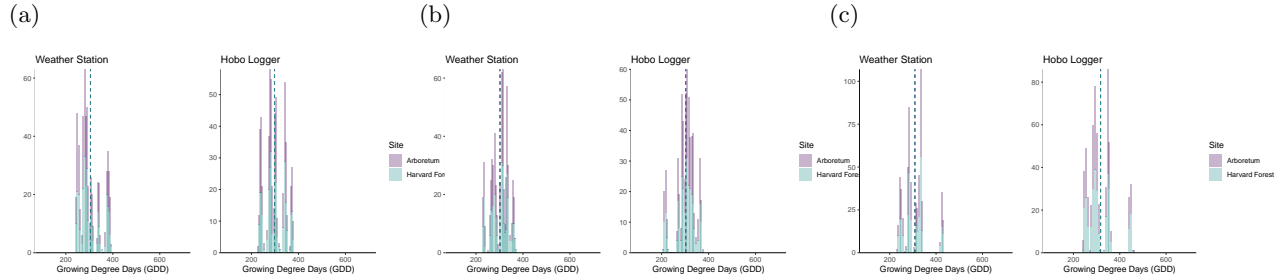 (a)
(b)
(c)
Weather Station
60
40
20
0
200
400
600
Growing Degree Days (GDD)
Hobo Logger
60
50
40
30
20
10
0
200
400
600
Growing Degree Days (GDD)
Site
Arboretum
Harvard For
Weather Station
60
40
20
0
200
400
600
Growing Degree Days (GDD)
Hobo Logger
60
50
40
30
20
10
0
200
400
600
Growing Degree Days (GDD)
Site
Arboretum
Harvard Fores
Weather Station
100
75
50
25
0
200
400
600
Growing Degree Days (GDD)
Hobo Logger
80
60
40
20
0
200
400
600
Growing Degree Days (GDD)
Site
Arboretum
Harvard Forest